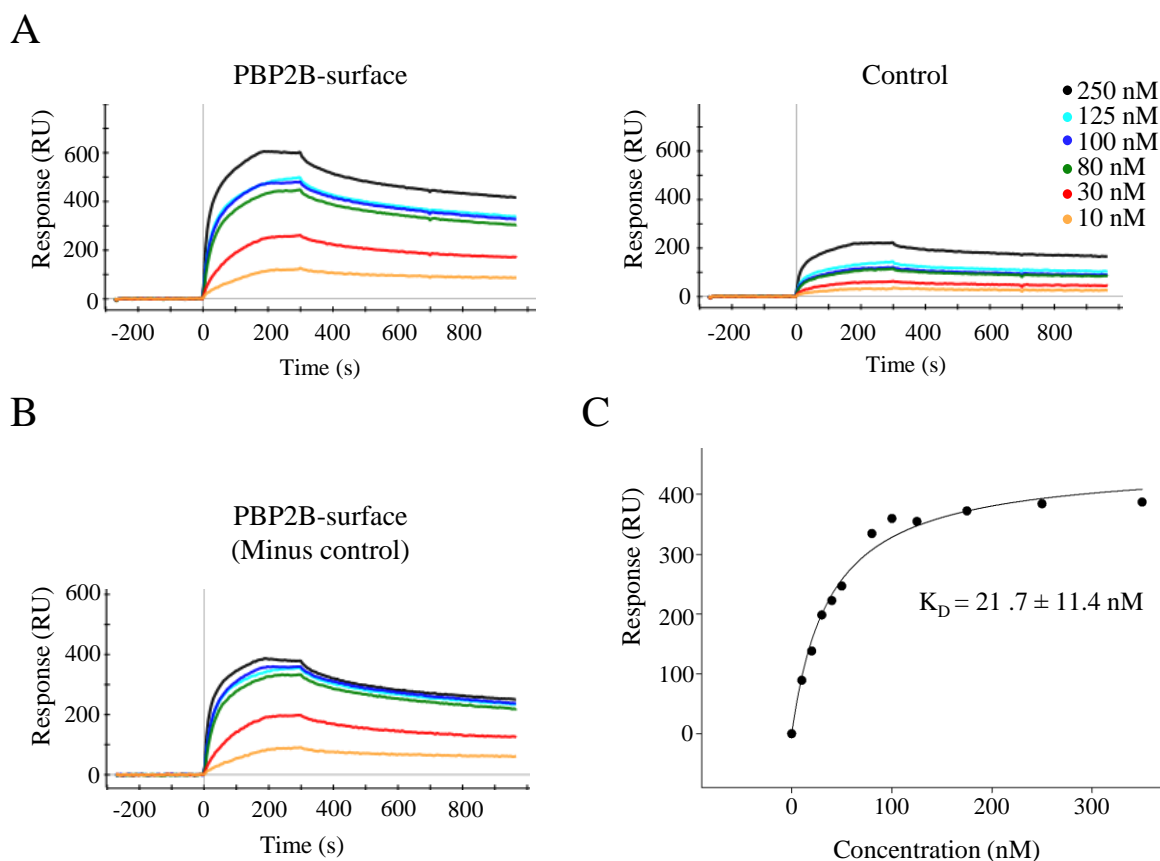 A
PBP2B-surface
Response (RU)
600
400
200
0
-200 0 200 400 600 800
Time (s)
Control
Response (RU)
600
400
200
0
-200 0 200 400 600 800
Time (s)
250 nM
125 nM
100 nM
80 nM
30 nM
10 nM
B
PBP2B-surface
(Minus control)
Response (RU)
600
400
200
0
-200 0 200 400 600 800
Time (s)
C
Response (RU)
400
300
200
100
0
K_D = 21 .7 ± 11.4 nM
0 100 200 300
Concentration (nM)